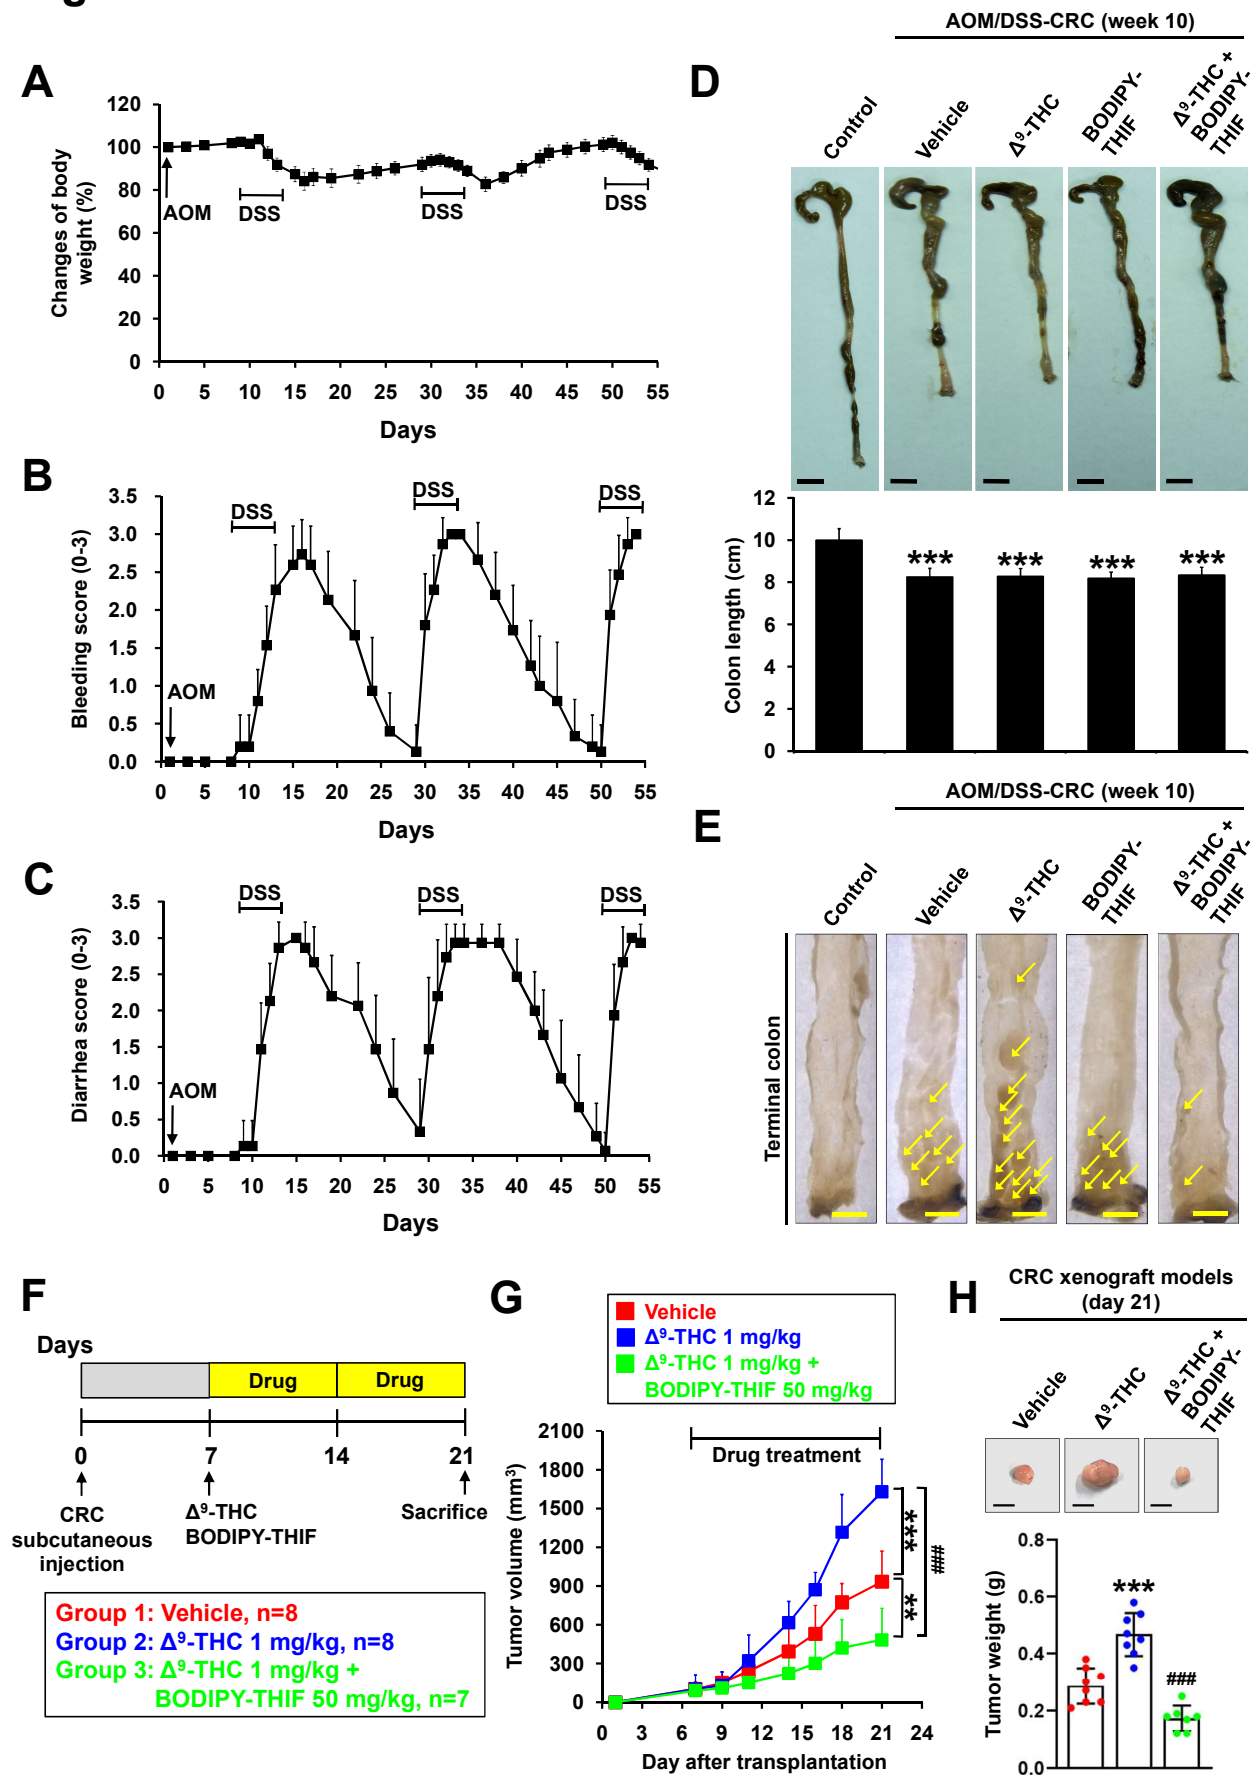 A
Changes of body
weight (%)
120
100
80
60
40
20
0
AOM
DSS
DSS
DSS
0 5 10 15 20 25 30 35 40 45 50 55
Days
B
Bleeding score (0-3)
3.5
3.0
2.5
2.0
1.5
1.0
0.5
0.0
DSS
DSS
DSS
AOM
0 5 10 15 20 25 30 35 40 45 50 55
Days
C
Diarrhea score (0-3)
3.5
3.0
2.5
2.0
1.5
1.0
0.5
0.0
DSS
DSS
DSS
AOM
0 5 10 15 20 25 30 35 40 45 50 55
Days
D
AOM/DSS-CRC (week 10)
Control
Vehicle
Δ⁹-THC
BODIPY-
THIF
Δ⁹-THC +
BODIPY-
THIF
Colon length (cm)
12
10
8
6
4
2
0
*** *** *** ***
E
AOM/DSS-CRC (week 10)
Control
Vehicle
Δ⁹-THC
BODIPY-
THIF
Δ⁹-THC +
BODIPY-
THIF
Terminal colon
F
Days
Drug Drug
0 7 14 21
CRC
subcutaneous
injection
Δ⁹-THC
BODIPY-THIF
Sacrifice
Group 1: Vehicle, n=8
Group 2: Δ⁹-THC 1 mg/kg, n=8
Group 3: Δ⁹-THC 1 mg/kg +
BODIPY-THIF 50 mg/kg, n=7
G
Vehicle
Δ⁹-THC 1 mg/kg
Δ⁹-THC 1 mg/kg +
BODIPY-THIF 50 mg/kg
Tumor volume (mm³)
2100
1800
1500
1200
900
600
300
0
Drug treatment
***
**
###
0 3 6 9 12 15 18 21 24
Day after transplantation
H
CRC xenograft models
(day 21)
Vehicle
Δ⁹-THC
Δ⁹-THC +
BODIPY-
THIF
Tumor weight (g)
0.8
0.6
0.4
0.2
0.0
***
###